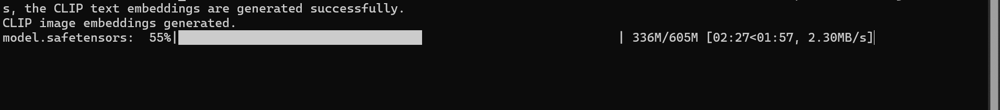 s, the CLIP text embeddings are generated successfully.
CLIP image embeddings generated.
model.safetensors:  55%| | 336M/605M [02:27<01:57, 2.30MB/s]